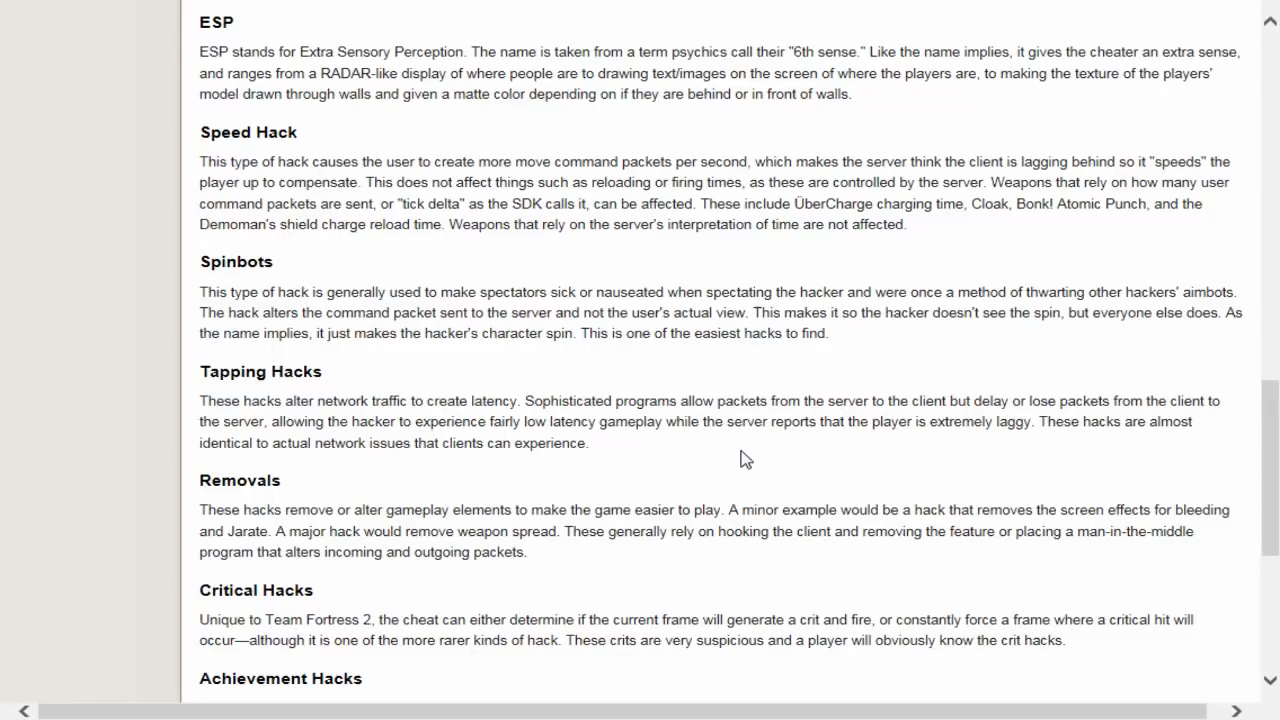 ESP
ESP stands for Extra Sensory Perception. The name is taken from a term psychics call their "6th sense." Like the name implies, it gives the cheater an extra sense,
and ranges from a RADAR-like display of where people are to drawing text/images on the screen of where the players are, to making the texture of the players'
model drawn through walls and given a matte color depending on if they are behind or in front of walls.
Speed Hack
This type of hack causes the user to create more move command packets per second, which makes the server think the client is lagging behind so it "speeds" the
player up to compensate. This does not affect things such as reloading or firing times, as these are controlled by the server. Weapons that rely on how many user
command packets are sent, or "tick delta" as the SDK calls it, can be affected. These include ÜberCharge charging time, Cloak, Bonk! Atomic Punch, and the
Demoman's shield charge reload time. Weapons that rely on the server's interpretation of time are not affected.
Spinbots
This type of hack is generally used to make spectators sick or nauseated when spectating the hacker and were once a method of thwarting other hackers' aimbots.
The hack alters the command packet sent to the server and not the user's actual view. This makes it so the hacker doesn't see the spin, but everyone else does. As
the name implies, it just makes the hacker's character spin. This is one of the easiest hacks to find.
Tapping Hacks
These hacks alter network traffic to create latency. Sophisticated programs allow packets from the server to the client but delay or lose packets from the client to
the server, allowing the hacker to experience fairly low latency gameplay while the server reports that the player is extremely laggy. These hacks are almost
identical to actual network issues that clients can experience.
Removals
These hacks remove or alter gameplay elements to make the game easier to play. A minor example would be a hack that removes the screen effects for bleeding
and Jarate. A major hack would remove weapon spread. These generally rely on hooking the client and removing the feature or placing a man-in-the-middle
program that alters incoming and outgoing packets.
Critical Hacks
Unique to Team Fortress 2, the cheat can either determine if the current frame will generate a crit and fire, or constantly force a frame where a critical hit will
occur—although it is one of the more rarer kinds of hack. These crits are very suspicious and a player will obviously know the crit hacks.
Achievement Hacks